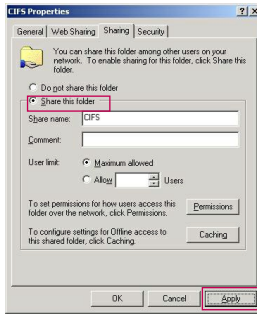 CIFS Properties
General
Web Sharing
Sharing
Security
You can share this folder among other users on your
network. To enable sharing for this folder, click Share this
folder.
Do not share this folder
Share this folder
Share name: CIFS
Comment:
User limit: Maximum allowed
Allow Users
To set permissions for how users access this
folder over the network, click Permissions.
Permissions
To configure settings for Offline access to
this shared folder, click Caching.
Caching
OK Cancel Apply